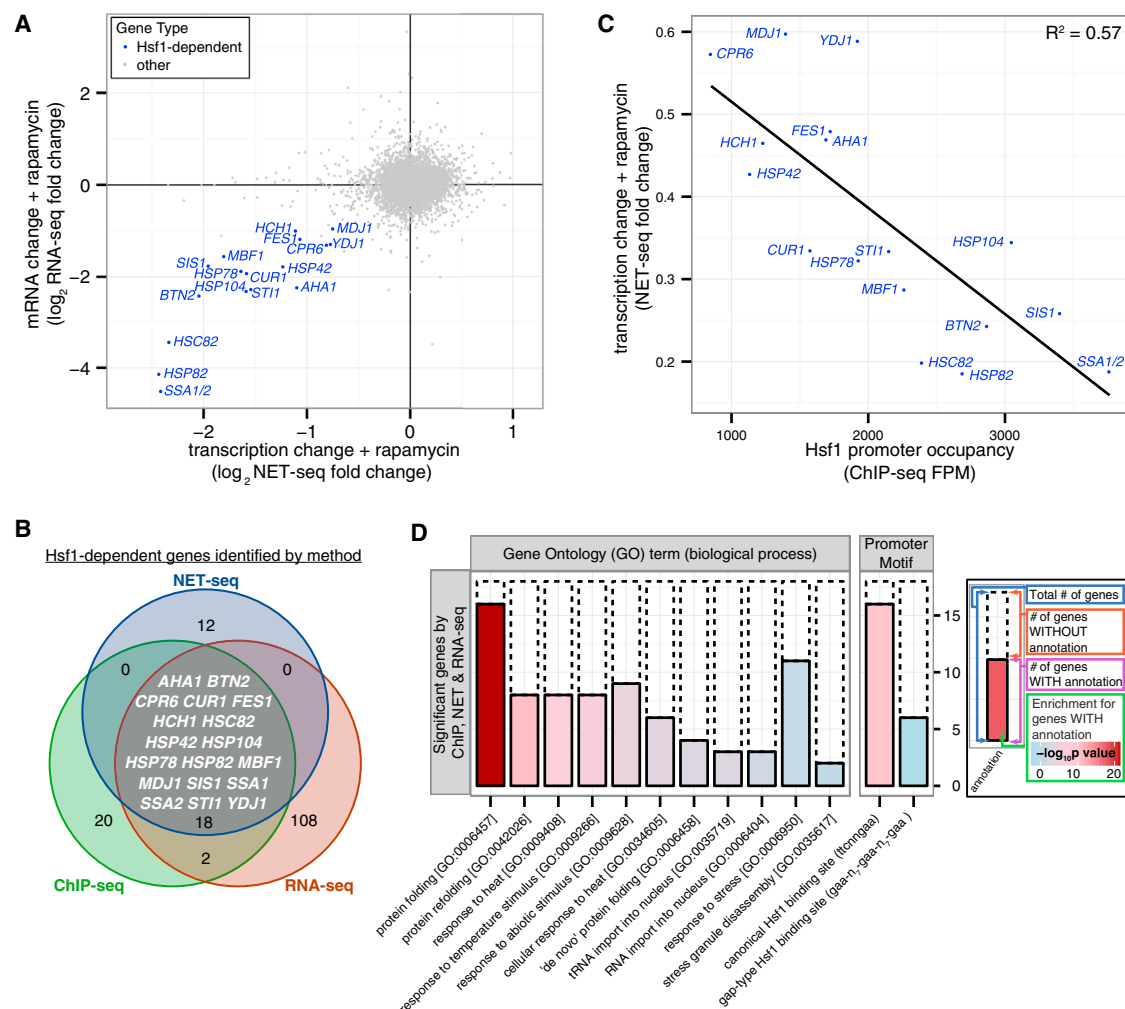 A
Gene Type
Hsf1-dependent
other
2
0
−2
−4
−2
−1
0
1
mRNA change + rapamycin
(log2 RNA-seq fold change)
transcription change + rapamycin
(log2 NET-seq fold change)
HCH1
MDJ1
FES1
CPR6
YDJ1
MBF1
SIS1
HSP42
HSP78
CUR1
HSP104
STI1
AHA1
BTN2
HSC82
HSP82
SSA1/2
C
R² = 0.57
0.6
0.5
0.4
0.3
0.2
1000
2000
3000
transcription change + rapamycin
(NET-seq fold change)
Hsf1 promoter occupancy
(ChIP-seq FPM)
MDJ1
YDJ1
CPR6
FES1
HCH1
AHA1
HSP42
HSP104
CUR1
STI1
HSP78
MBF1
SIS1
BTN2
HSC82
SSA1/2
HSP82
B
Hsf1-dependent genes identified by method
NET-seq
12
0
0
AHA1 BTN2
CPR6 CUR1 FES1
HCH1 HSC82
HSP42 HSP104
HSP78 HSP82 MBF1
MDJ1 SIS1 SSA1
SSA2 STI1 YDJ1
18
20
108
2
ChIP-seq
RNA-seq
D
Gene Ontology (GO) term (biological process)
Promoter
Motif
Significant genes by
ChIP, NET & RNA-seq
15
10
5
0
protein folding [GO:0006457]
protein refolding [GO:0042026]
response to heat [GO:0009408]
response to temperature stimulus [GO:0009266]
response to abiotic stimulus [GO:0009628]
cellular response to heat [GO:0034605]
'de novo' protein folding [GO:0006458]
tRNA import into nucleus [GO:0035719]
RNA import into nucleus [GO:0006404]
response to stress [GO:0006950]
stress granule disassembly [GO:0035617]
canonical Hsf1 binding site (ttcnngaa)
gap-type Hsf1 binding site (gaa-n7-gaa )
Total # of genes
# of genes
WITHOUT
annotation
# of genes
WITH annotation
Enrichment for
genes WITH
annotation
−log10p value
0 10 20
annotation